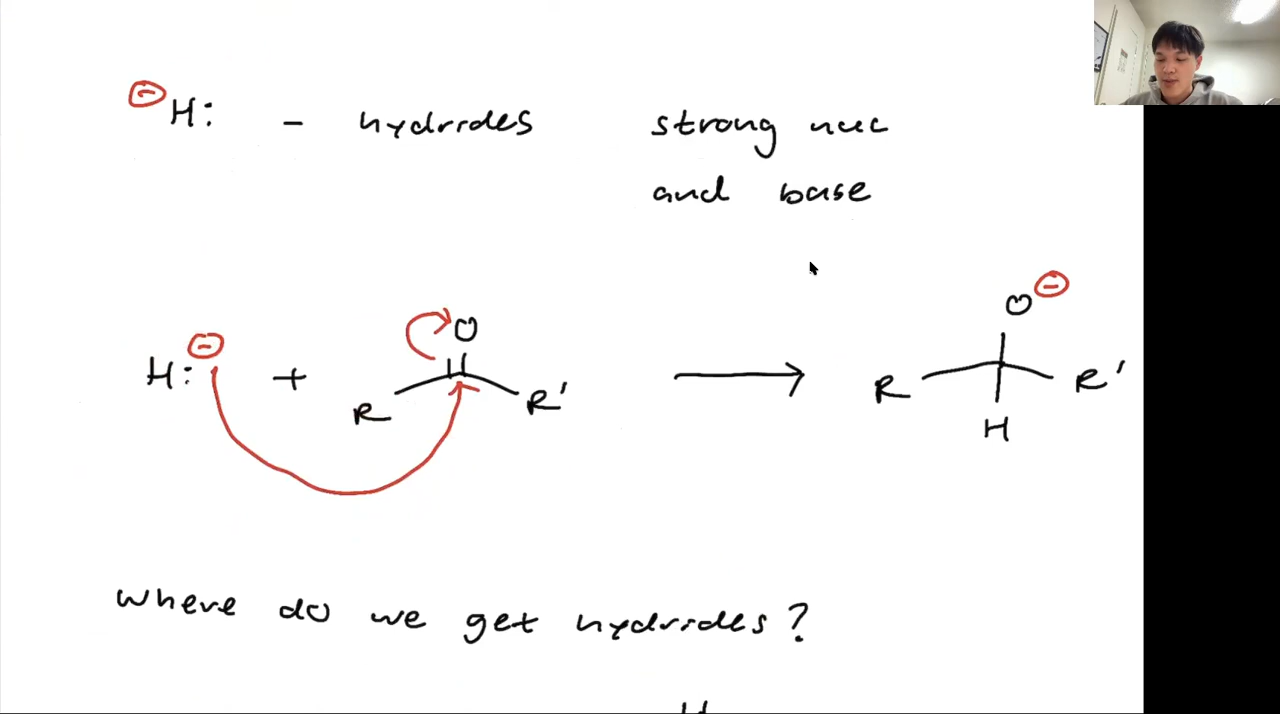 ⊖H: - hydrides strong nuc
and base
H:⊖ + R O R' → R O⊖ H R'
where do we get hydrides?
H